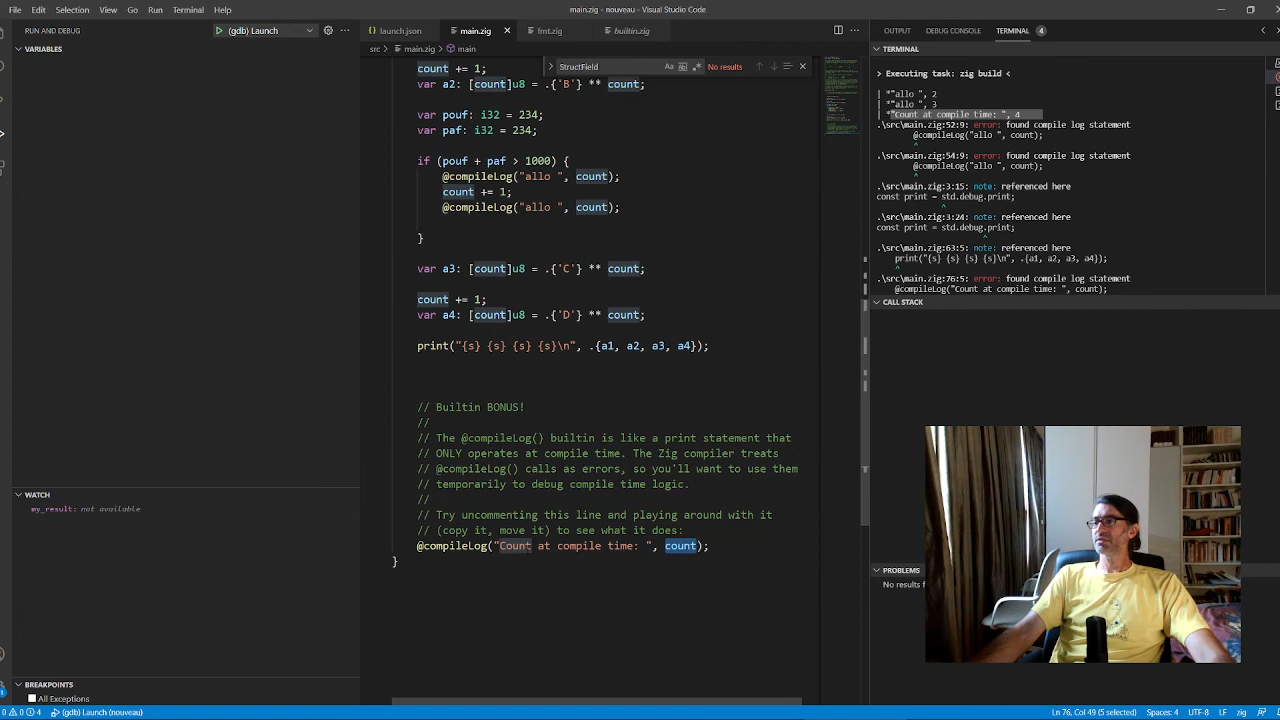 File Edit Selection View Go Run Terminal Help
main.zig - nouveau - Visual Studio Code
RUN AND DEBUG
(gdb) Launch
launch.json
main.zig
fmt.zig
builtin.zig
src > main.zig > main
VARIABLES
WATCH
my_result: not available
BREAKPOINTS
All Exceptions
StructField
Aa
No results
count += 1;
var a2: [count]u8 = .{'B'} ** count;
var pouf: i32 = 234;
var paf: i32 = 234;
if (pouf + paf > 1000) {
@compileLog("allo ", count);
count += 1;
@compileLog("allo ", count);
}
var a3: [count]u8 = .{'C'} ** count;
count += 1;
var a4: [count]u8 = .{'D'} ** count;
print("{s} {s} {s} {s}\n", .{a1, a2, a3, a4});
// Builtin BONUS!
//
// The @compileLog() builtin is like a print statement that
// ONLY operates at compile time. The Zig compiler treats
// @compileLog() calls as errors, so you'll want to use them
// temporarily to debug compile time logic.
//
// Try uncommenting this line and playing around with it
// (copy it, move it) to see what it does:
@compileLog("Count at compile time: ", count);
}
OUTPUT DEBUG CONSOLE TERMINAL 4
TERMINAL
> Executing task: zig build <
| *"allo ", 2
| *"allo ", 3
| *"Count at compile time: ", 4
.\src\main.zig:52:9: error: found compile log statement
@compileLog("allo ", count);
^
.\src\main.zig:54:9: error: found compile log statement
@compileLog("allo ", count);
^
.\src\main.zig:3:15: note: referenced here
const print = std.debug.print;
^
.\src\main.zig:3:24: note: referenced here
const print = std.debug.print;
^
.\src\main.zig:63:5: note: referenced here
print("{s} {s} {s} {s}\n", .{a1, a2, a3, a4});
^
.\src\main.zig:76:5: error: found compile log statement
@compileLog("Count at compile time: ", count);
CALL STACK
PROBLEMS
No results
0 0 4
(gdb) Launch (nouveau)
Ln 76, Col 49 (5 selected) Spaces: 4 UTF-8 LF zig